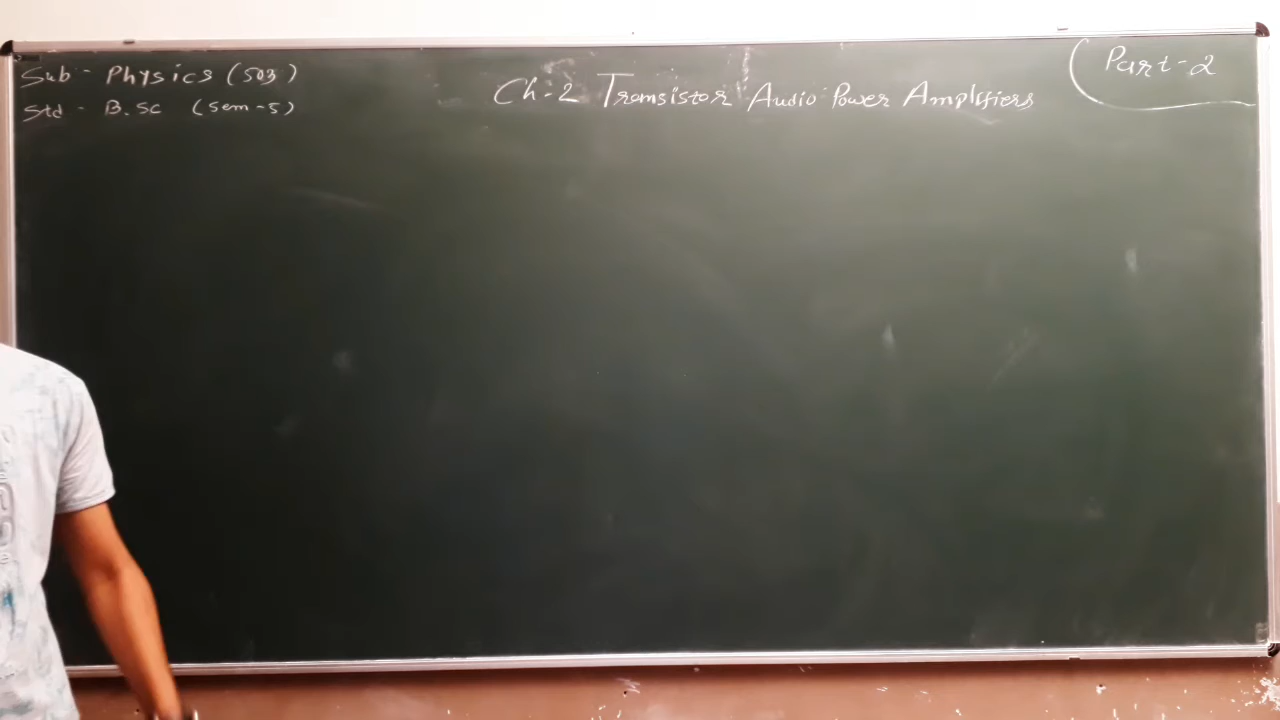 Sub - Physics (503)
Std - B.Sc (Sem-5)
Ch-2 Transistor Audio Power Amplifiers
Part-2